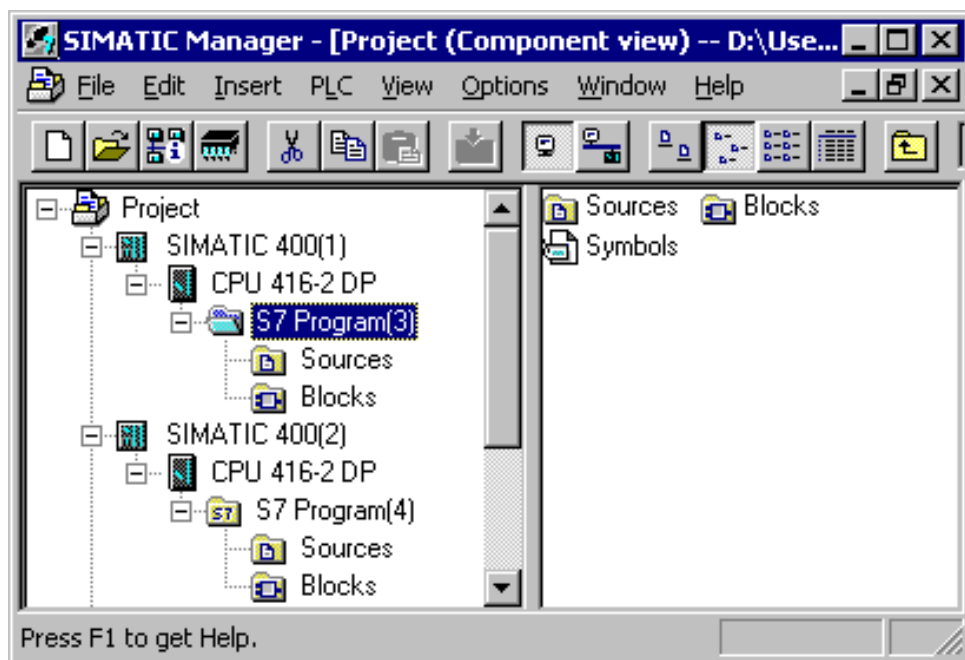 SIMATIC Manager - [Project (Component view) -- D:\Use...
File Edit Insert PLC View Options Window Help
Project
SIMATIC 400(1)
CPU 416-2 DP
S7 Program(3)
Sources
Blocks
SIMATIC 400(2)
CPU 416-2 DP
S7 S7 Program(4)
Sources
Blocks
Sources Blocks
Symbols
Press F1 to get Help.